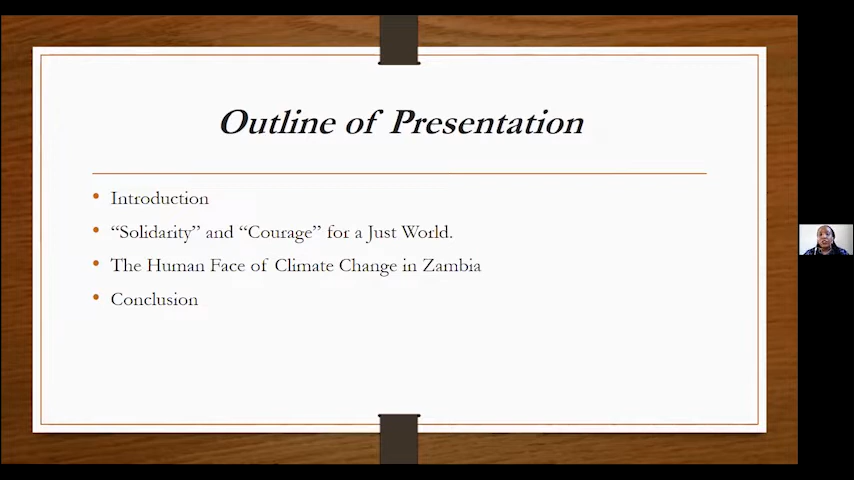 Outline of Presentation
Introduction
“Solidarity” and “Courage” for a Just World.
The Human Face of Climate Change in Zambia
Conclusion